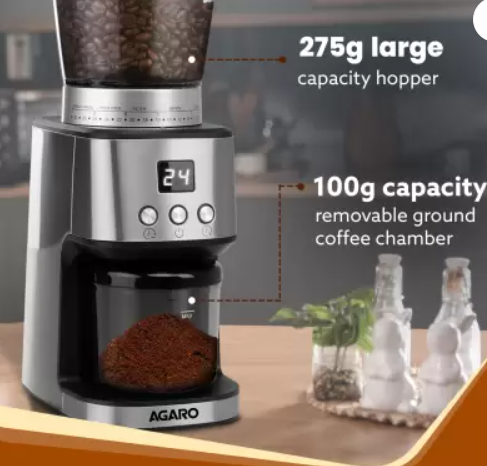 275g large
capacity hopper
24
100g capacity
removable ground
coffee chamber
AGARO